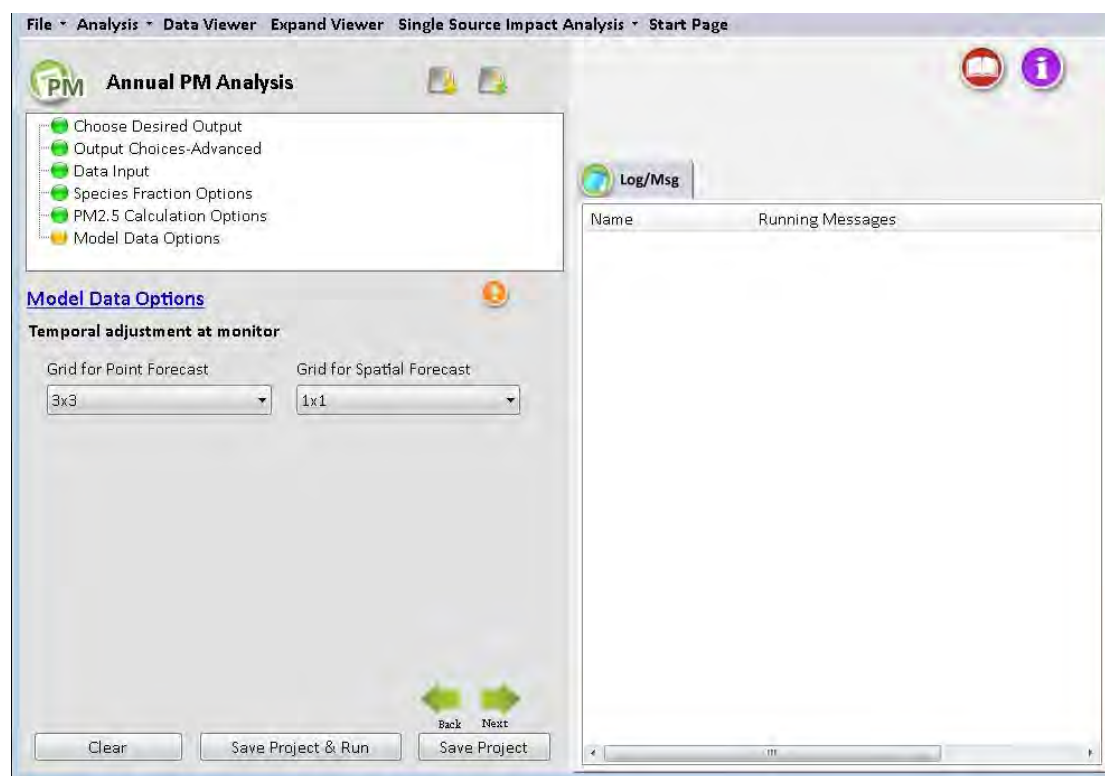 File Analysis Data Viewer Expand Viewer Single Source Impact Analysis Start Page
PM Annual PM Analysis
Choose Desired Output
Output Choices-Advanced
Data Input
Species Fraction Options
PM2.5 Calculation Options
Model Data Options
Model Data Options
Temporal adjustment at monitor
Grid for Point Forecast Grid for Spatial Forecast
3x3 1x1
Back Next
Clear Save Project & Run Save Project
i
Log/Msg
Name Running Messages